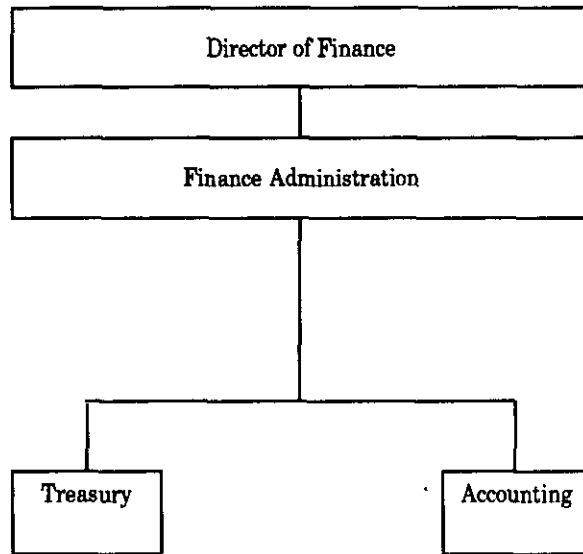 Director of Finance
Finance Administration
Treasury
Accounting